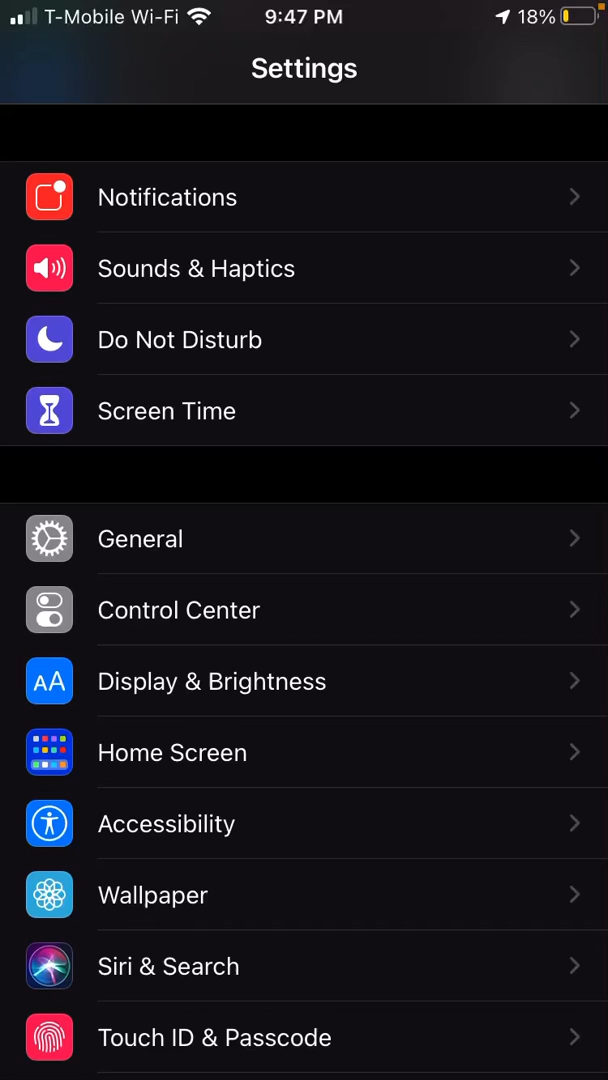 T-Mobile Wi-Fi 9:47 PM 18%
Settings
Notifications
Sounds & Haptics
Do Not Disturb
Screen Time
General
Control Center
AA Display & Brightness
Home Screen
Accessibility
Wallpaper
Siri & Search
Touch ID & Passcode